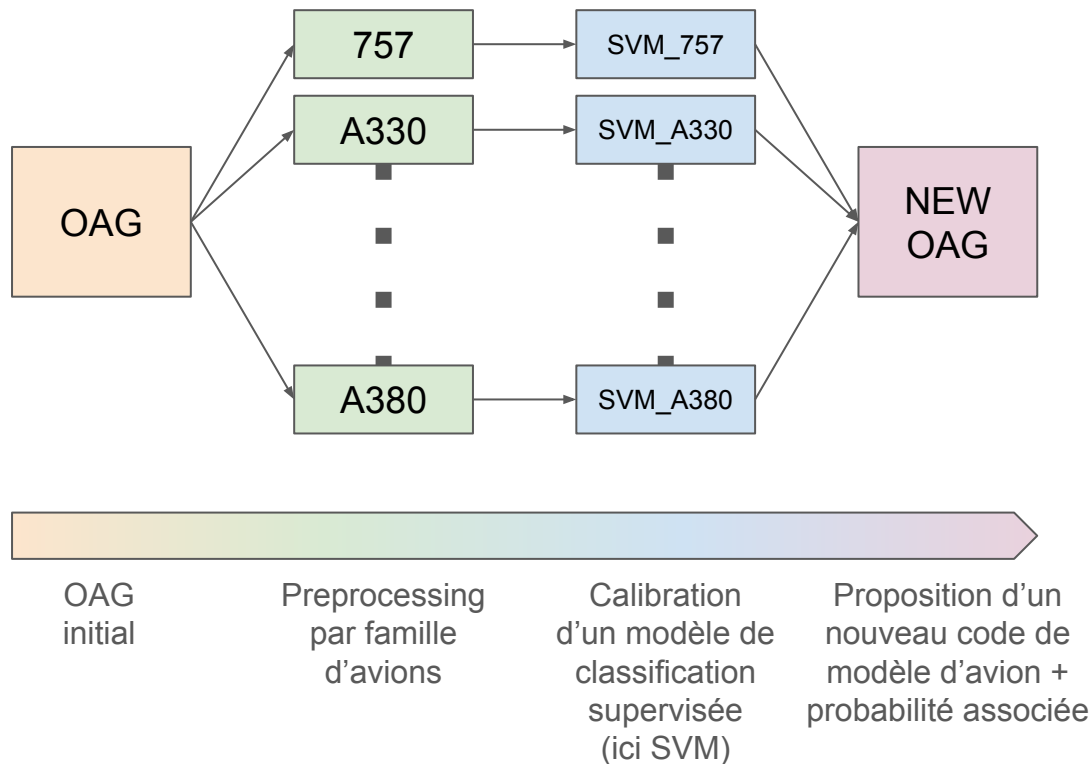 757
SVM_757
A330
SVM_A330
OAG
NEW
OAG
A380
SVM_A380
OAG
initial
Preprocessing
par famille
d’avions
Calibration
d’un modèle de
classification
supervisée
(ici SVM)
Proposition d’un
nouveau code de
modèle d’avion +
probabilité associée